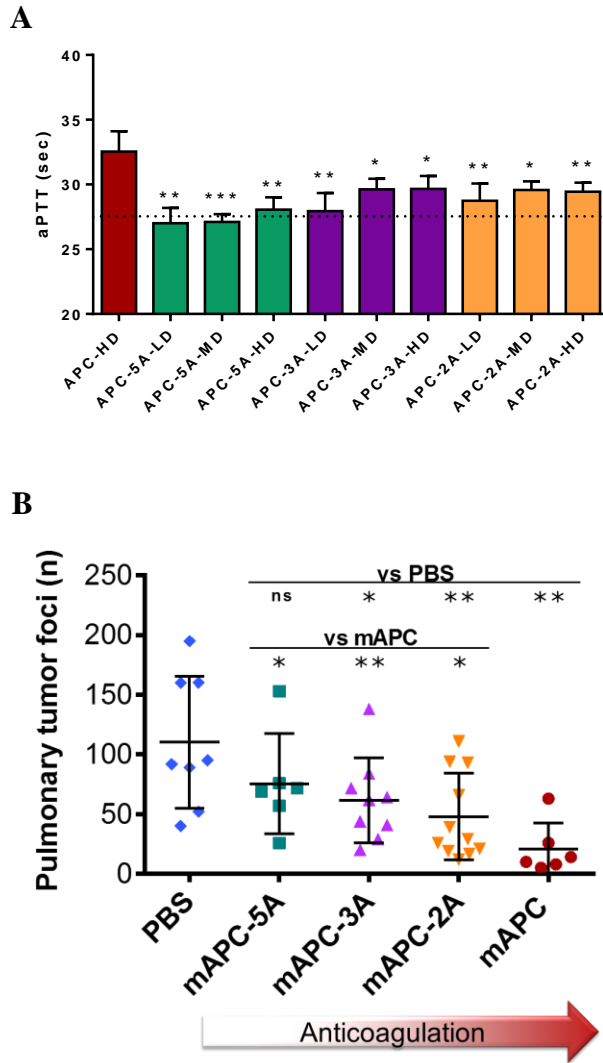 A
40
35
30
25
20
aPTT (sec)
** *** ** ** * * ** * **
APC-HD
APC-5A-LD
APC-5A-MD
APC-5A-HD
APC-3A-LD
APC-3A-MD
APC-3A-HD
APC-2A-LD
APC-2A-MD
APC-2A-HD
B
Pulmonary tumor foci (n)
250
200
150
100
50
0
vs PBS
ns * ** **
vs mAPC
* ** *
PBS
mAPC-5A
mAPC-3A
mAPC-2A
mAPC
Anticoagulation